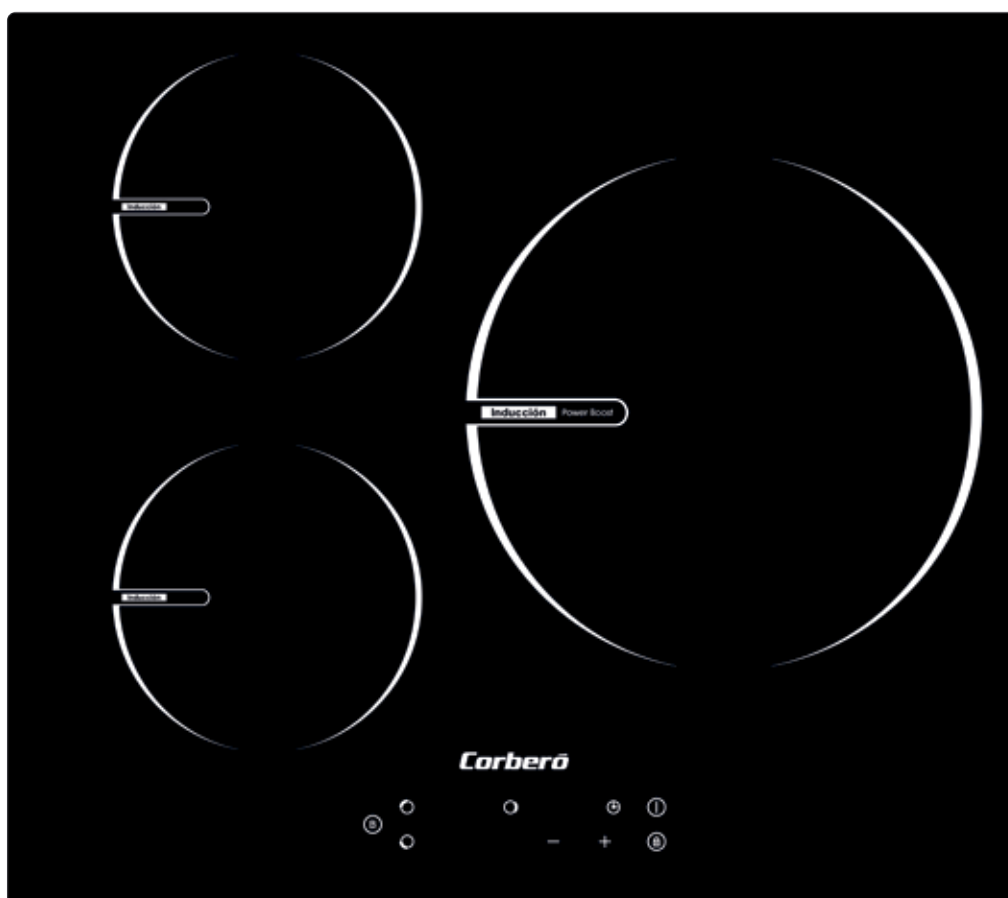 Inducción
Inducción Power Boost
Inducción
Corberó
B
− +